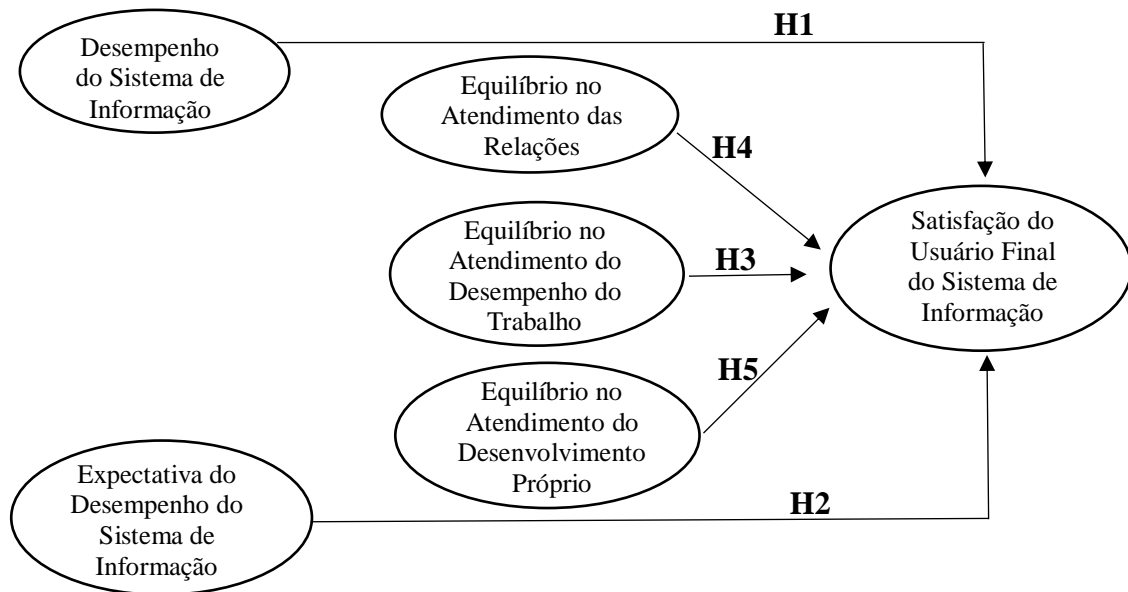 H1
Desempenho
do Sistema de
Informação
Equilíbrio no
Atendimento das
Relações
H4
Equilíbrio no
Atendimento do
Desempenho do
Trabalho
H3
Satisfação do
Usuário Final
do Sistema de
Informação
Equilíbrio no
Atendimento do
Desenvolvimento
Próprio
H5
Expectativa do
Desempenho do
Sistema de
Informação
H2